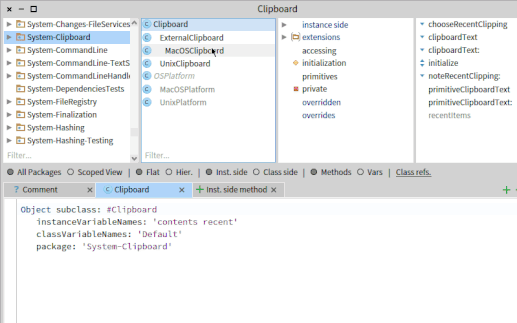 Clipboard
System-Changes-FileServices
System-Clipboard
System-CommandLine
System-CommandLine-TextS
System-CommandLineHandle
System-DependenciesTests
System-FileRegistry
System-Finalization
System-Hashing
System-Hashing-Testing
Filter...
Clipboard
ExternalClipboard
MacOSClipboard
UnixClipboard
OSPlatform
MacOSPlatform
UnixPlatform
Filter...
instance side
extensions
accessing
initialization
primitives
private
overridden
overrides
chooseRecentClipping
clipboardText
clipboardText:
initialize
noteRecentClipping:
primitiveClipboardText
primitiveClipboardText:
recentItems
All Packages Scoped View Flat Hier. Inst. side Class side Methods Vars Class refs.
? Comment × Clipboard × Inst. side method ×
Object subclass: #Clipboard
instanceVariableNames: 'contents recent'
classVariableNames: 'Default'
package: 'System-Clipboard'